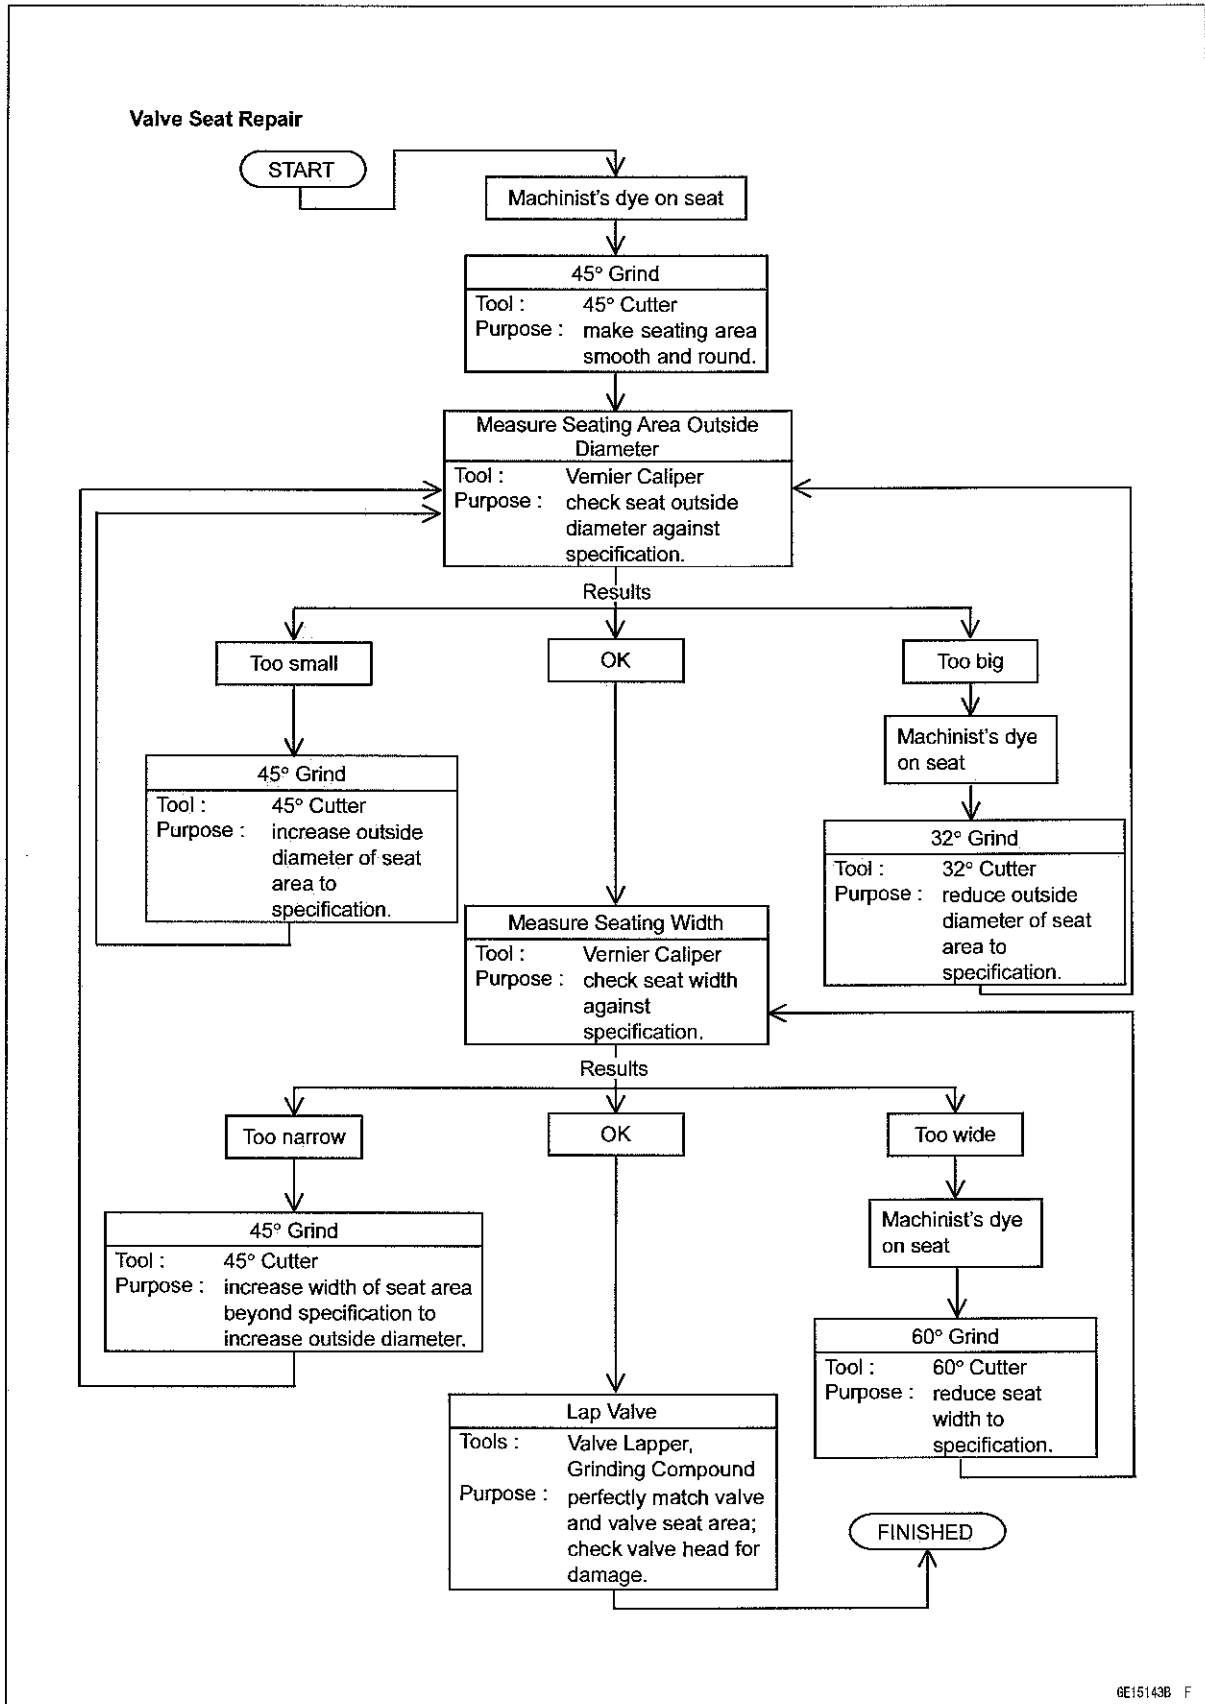 Valve Seat Repair
START
Machinist's dye on seat
45° Grind
Tool : 45° Cutter
Purpose : make seating area
smooth and round.
Measure Seating Area Outside
Diameter
Tool : Vernier Caliper
Purpose : check seat outside
diameter against
specification.
Results
Too small
OK
Too big
Machinist's dye
on seat
45° Grind
Tool : 45° Cutter
Purpose : increase outside
diameter of seat
area to
specification.
32° Grind
Tool : 32° Cutter
Purpose : reduce outside
diameter of seat
area to
specification.
Measure Seating Width
Tool : Vernier Caliper
Purpose : check seat width
against
specification.
Results
Too narrow
OK
Too wide
Machinist's dye
on seat
45° Grind
Tool : 45° Cutter
Purpose : increase width of seat area
beyond specification to
increase outside diameter.
60° Grind
Tool : 60° Cutter
Purpose : reduce seat
width to
specification.
Lap Valve
Tools : Valve Lapper,
Grinding Compound
Purpose : perfectly match valve
and valve seat area;
check valve head for
damage.
FINISHED
GE15143B F